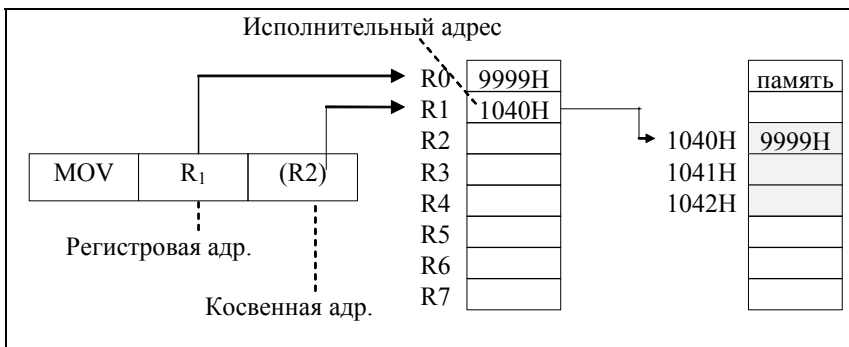 Исполнительный адрес
R0 9999H память
R1 1040H
R2 1040H 9999H
MOV R₁ (R2) R3 1041H
R4 1042H
R5
Регистровая адр.
R6
Косвенная адр.
R7